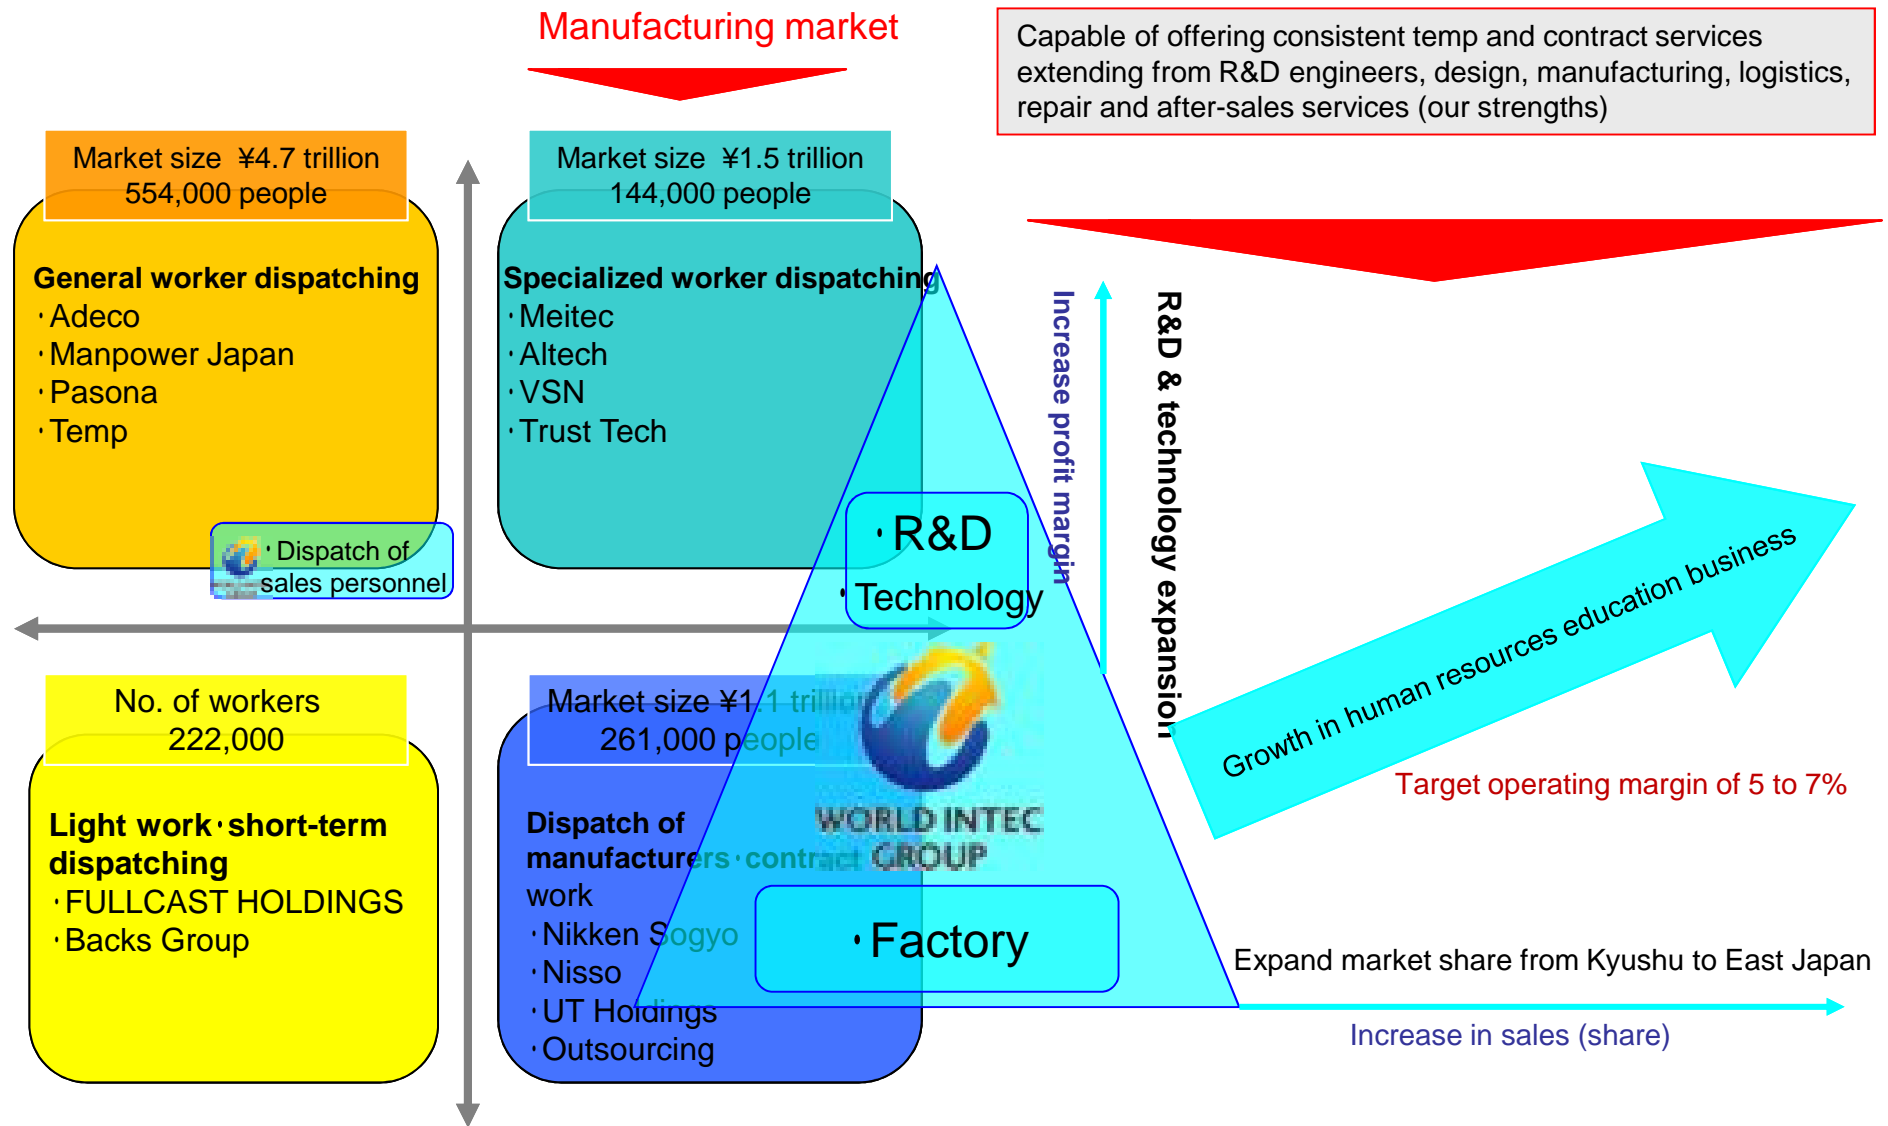 Manufacturing market
Capable of offering consistent temp and contract services
extending from R&D engineers, design, manufacturing, logistics,
repair and after-sales services (our strengths)
Market size ¥4.7 trillion
554,000 people
General worker dispatching
·Adeco
·Manpower Japan
·Pasona
·Temp
·Dispatch of
sales personnel
Market size ¥1.5 trillion
144,000 people
Specialized worker dispatching
·Meitec
·Altech
·VSN
·Trust Tech
·R&D
·Technology
Increase profit margin
R&D & technology expansion
Growth in human resources education business
Target operating margin of 5 to 7%
No. of workers
222,000
Light work·short-term
dispatching
·FULLCAST HOLDINGS
·Backs Group
Market size ¥1.1 trillion
261,000 people
Dispatch of
manufacturers·contract
work
·Nikken Sogyo
·Nisso
·UT Holdings
·Outsourcing
WORLD INTEC
GROUP
·Factory
Expand market share from Kyushu to East Japan
Increase in sales (share)